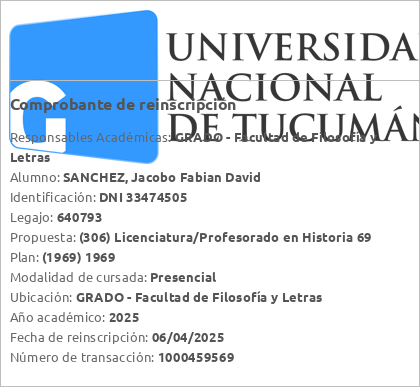 UNIVERSIDA
NACIONAL
DE TUCUMÁN
Comprobante de reinscripción
Responsables Académicas: GRADO - Facultad de Filosofía y
Letras
Alumno: SANCHEZ, Jacobo Fabian David
Identificación: DNI 33474505
Legajo: 640793
Propuesta: (306) Licenciatura/Profesorado en Historia 69
Plan: (1969) 1969
Modalidad de cursada: Presencial
Ubicación: GRADO - Facultad de Filosofía y Letras
Año académico: 2025
Fecha de reinscripción: 06/04/2025
Número de transacción: 1000459569